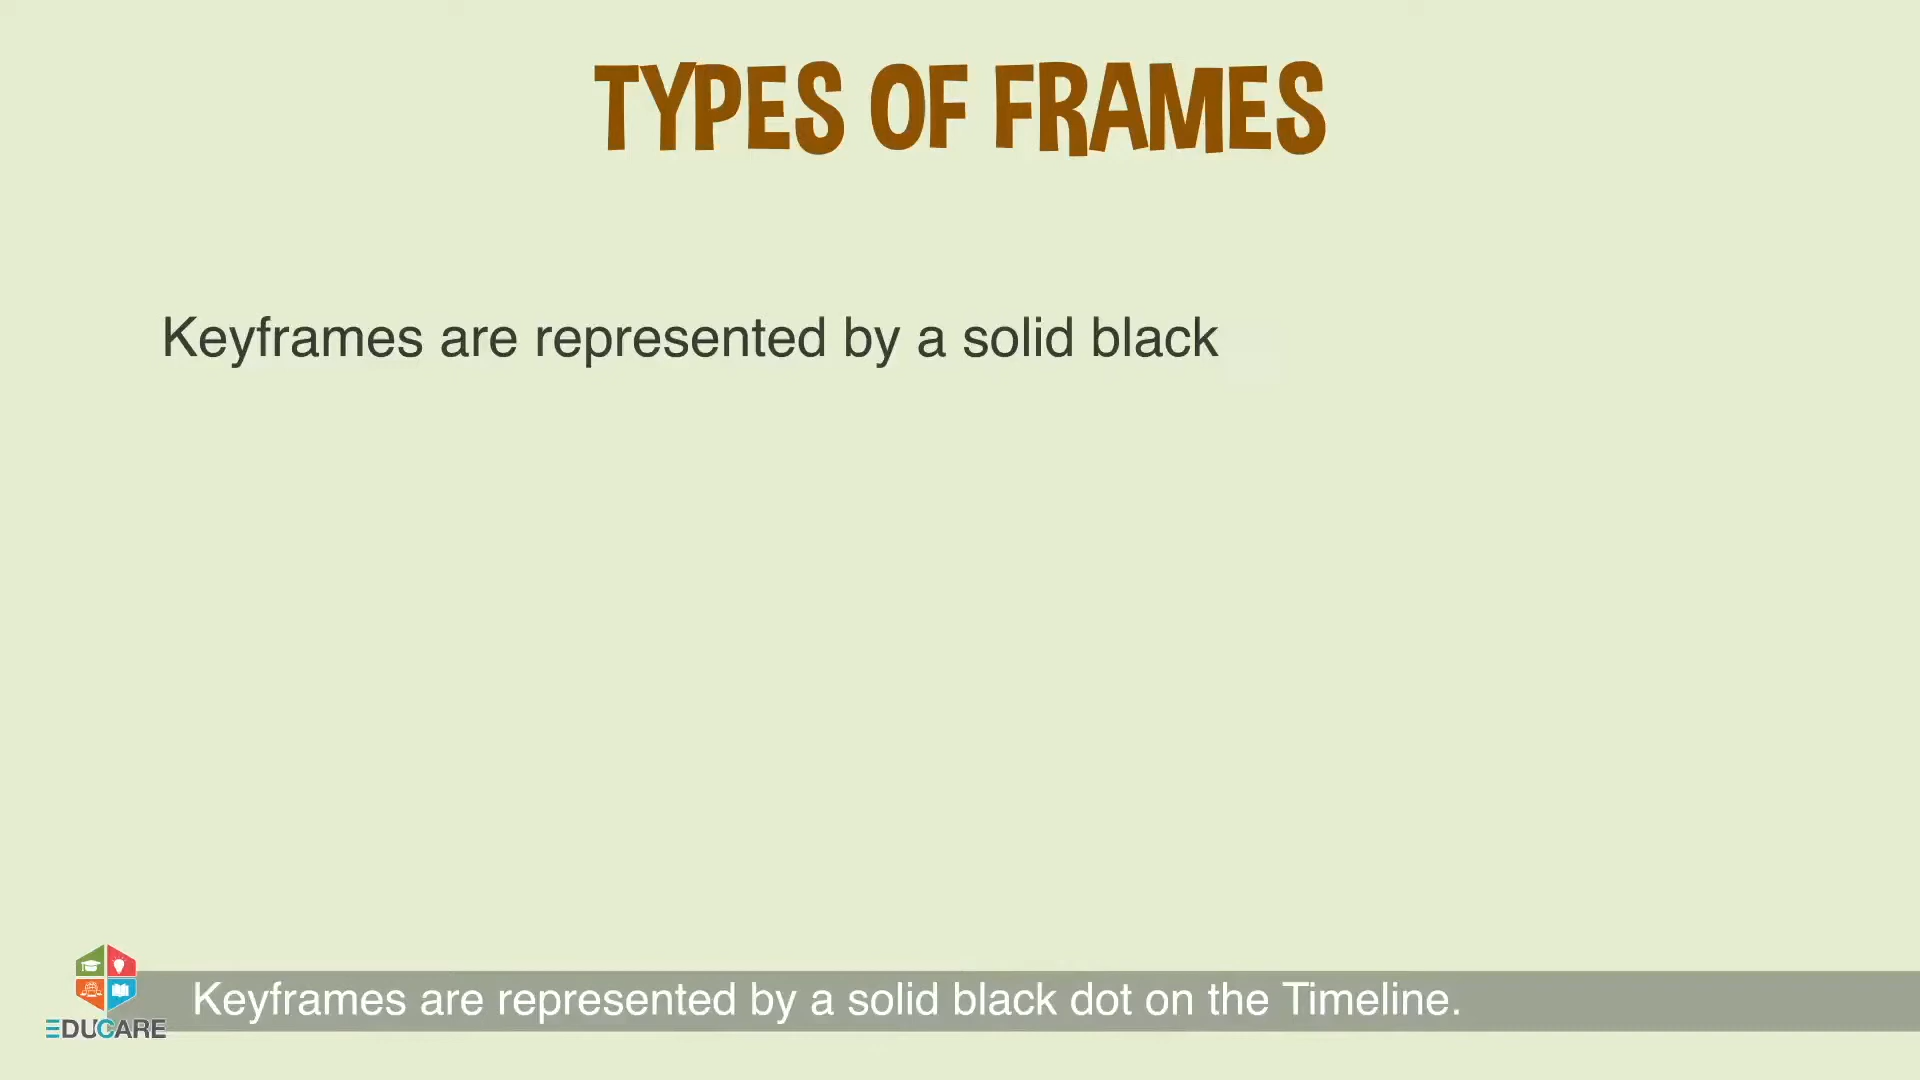 TYPES OF FRAMES
Keyframes are represented by a solid black
Keyframes are represented by a solid black dot on the Timeline.
EDUCARE